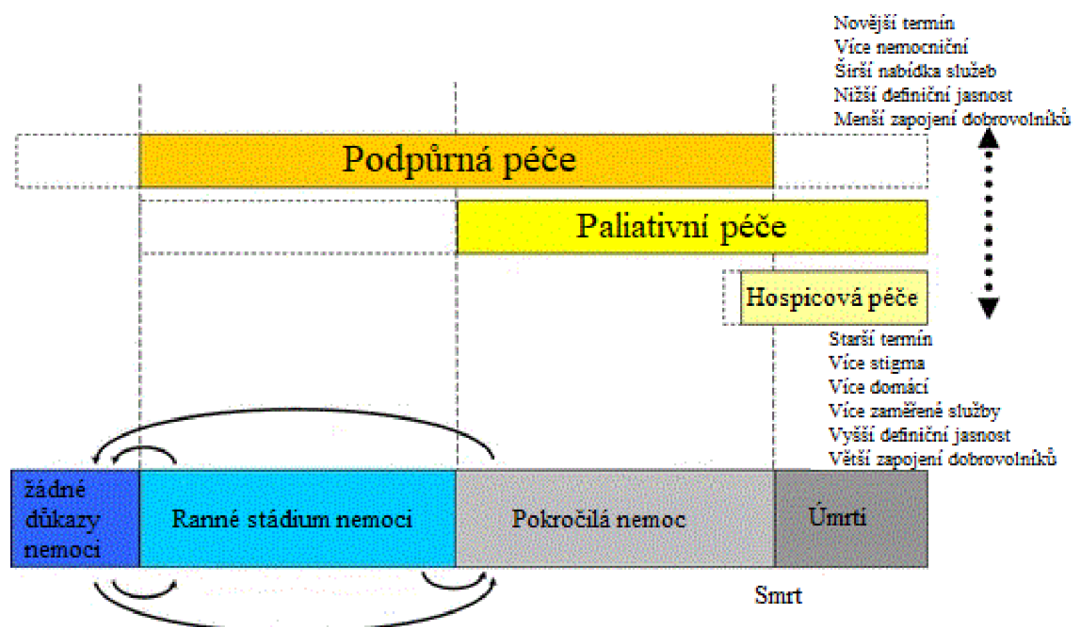 Novější termín
Více nemocniční
Širší nabídka služeb
Nižší definiční jasnost
Menší zapojení dobrovolníků
Podpůrná péče
Paliativní péče
Hospicová péče
Starší termín
Více stigma
Více domácí
Více zaměřené služby
Vyšší definiční jasnost
Větší zapojení dobrovolníků
žádné
důkazy
nemoci
Ranné stádium nemoci
Pokročilá nemoc
Úmrtí
Smrt